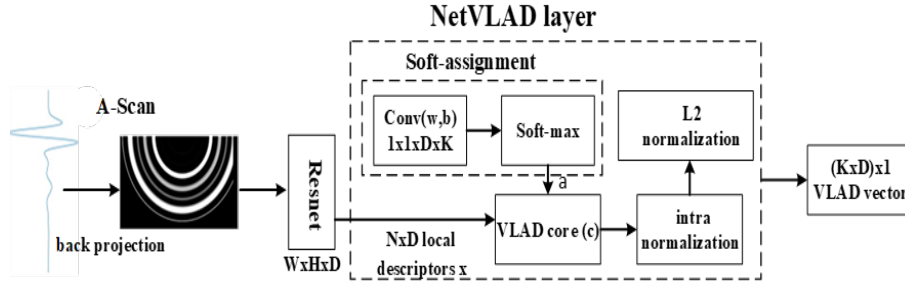 NetVLAD layer
Soft-assignment
A-Scan
Conv(w,b)
1x1xDxK
Soft-max
L2
normalization
a
Resnet
(KxD)x1
VLAD vector
VLAD core (c)
intra
normalization
back projection
NxD local
descriptors x
WxHxD